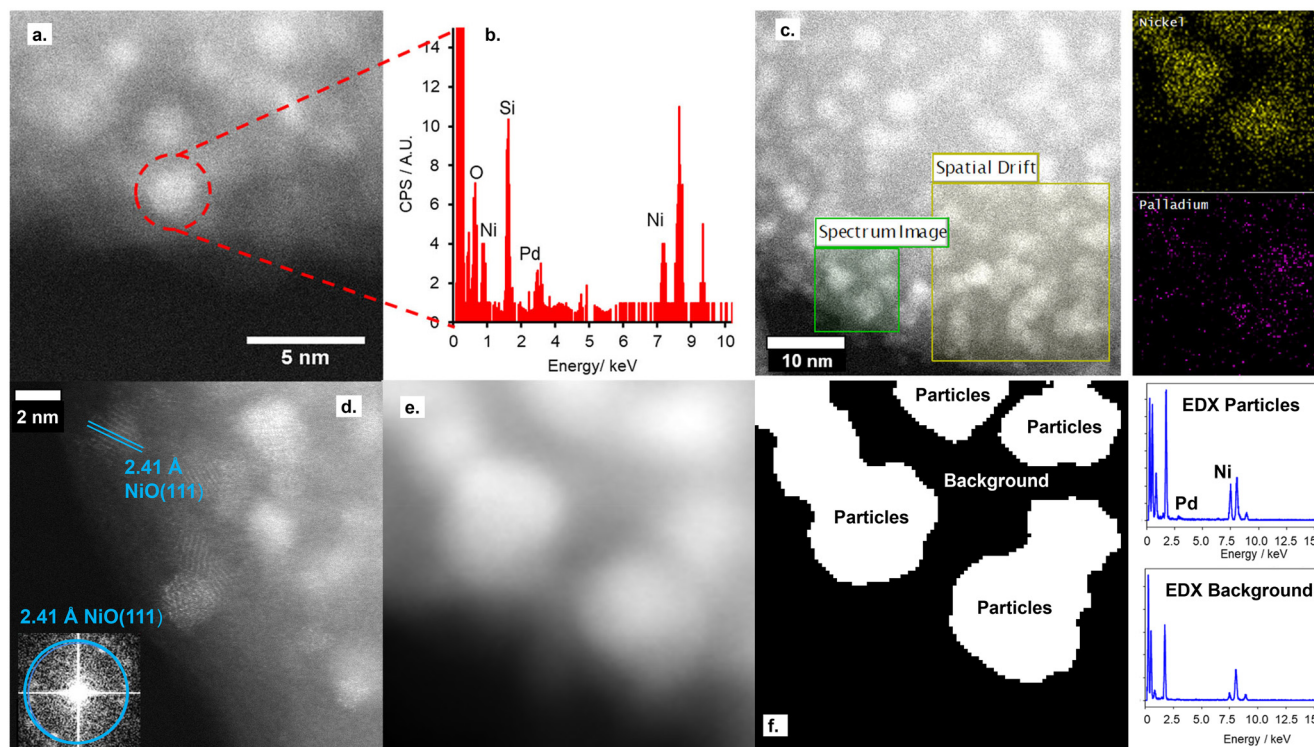 a.
5 nm
b.
CPS / A.U.
14
12
10
8
6
4
2
0
O
Ni
Si
Pd
Ni
0 1 2 3 4 5 6 7 8 9 10
Energy/ keV
c.
Spatial Drift
Spectrum Image
10 nm
Nickel
Palladium
2 nm
d.
2.41 Å
NiO(111)
2.41 Å NiO(111)
e.
Particles
Particles
Background
Particles
Particles
f.
EDX Particles
Ni
Pd
0 2.5 5.0 7.5 10.0 12.5 15
Energy / keV
EDX Background
0 2.5 5.0 7.5 10.0 12.5 15
Energy / keV